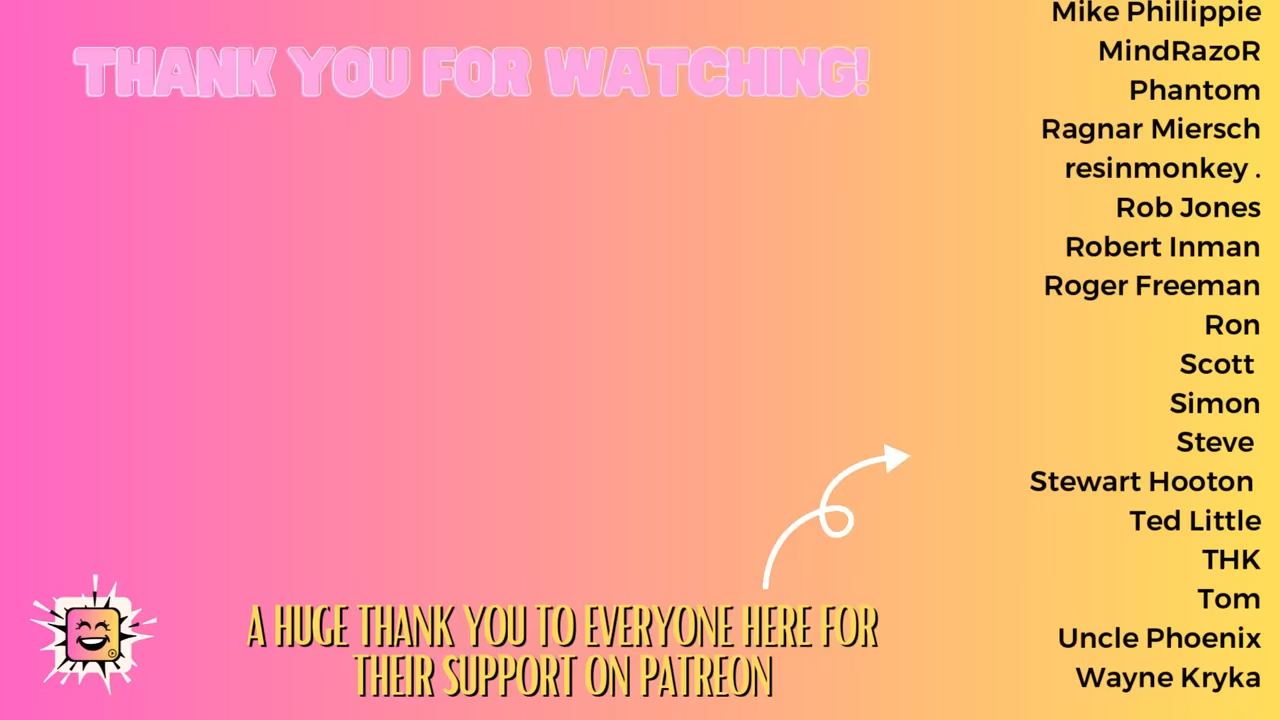 THANK YOU FOR WATCHING!
Mike Phillippie
MindRazoR
Phantom
Ragnar Miersch
resinmonkey .
Rob Jones
Robert Inman
Roger Freeman
Ron
Scott
Simon
Steve
Stewart Hooton
Ted Little
THK
Tom
Uncle Phoenix
Wayne Kryka
A HUGE THANK YOU TO EVERYONE HERE FOR
THEIR SUPPORT ON PATREON